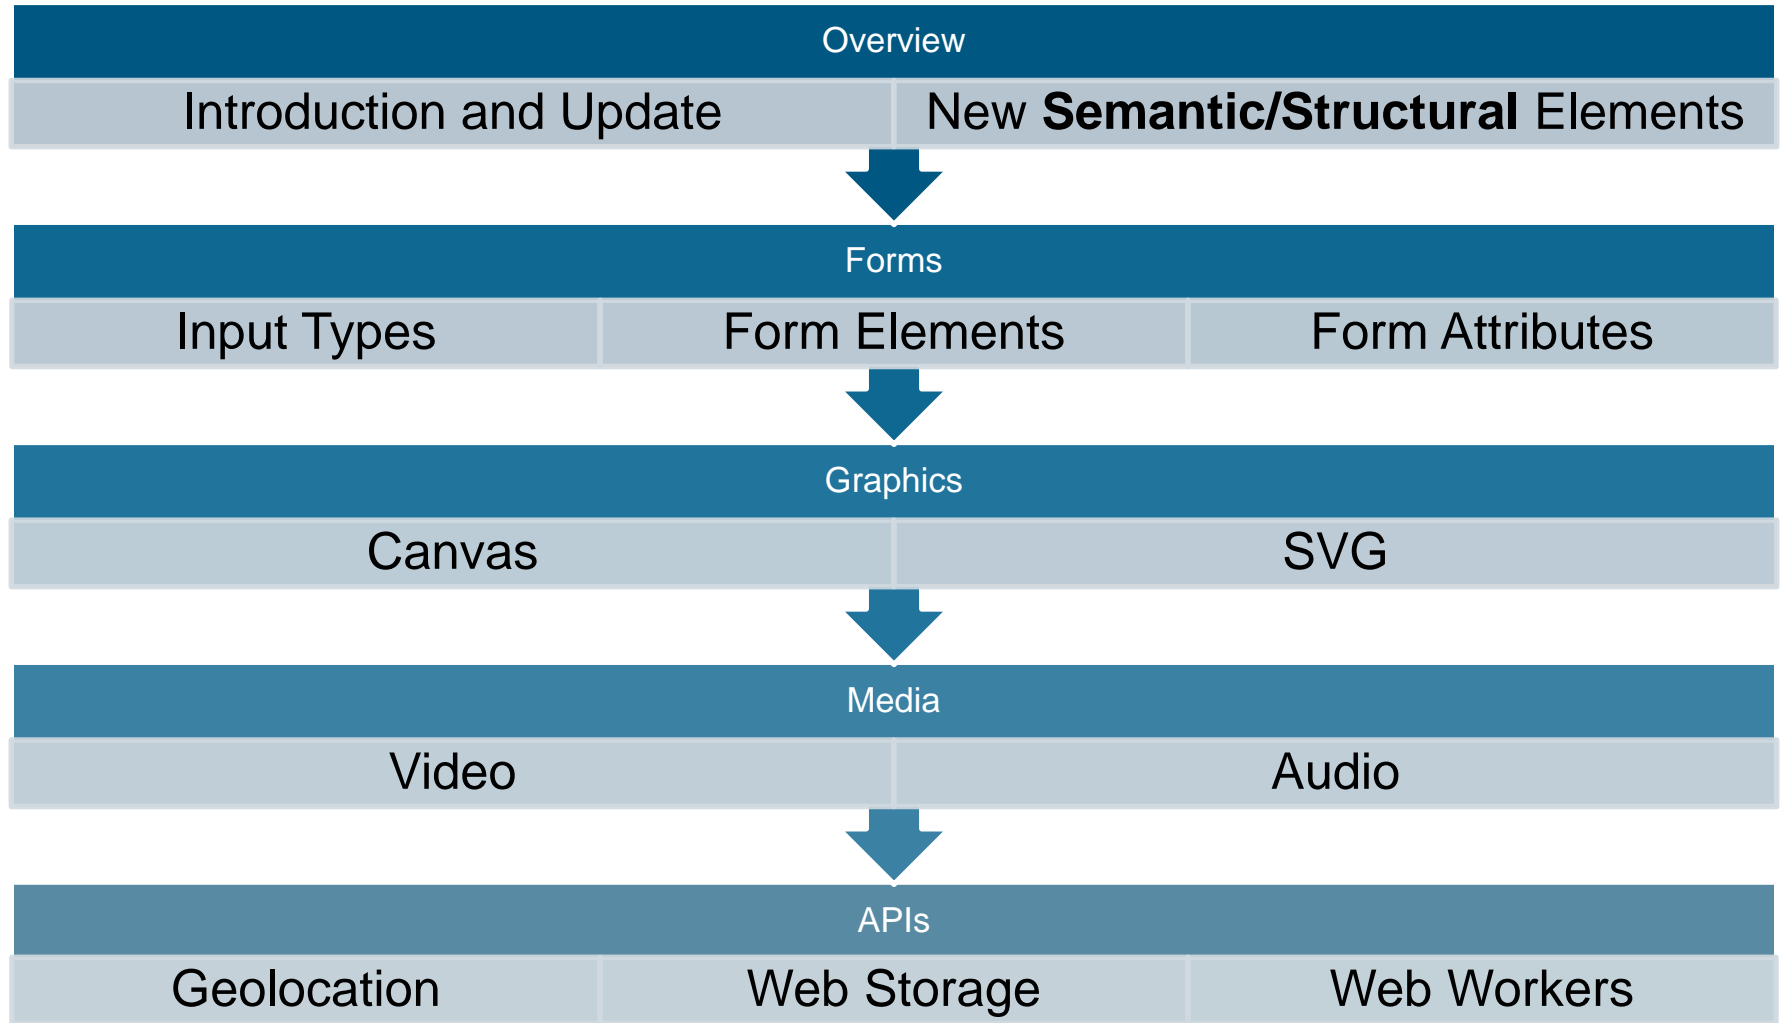 Overview
Introduction and Update
New Semantic/Structural Elements
Forms
Input Types
Form Elements
Form Attributes
Graphics
Canvas
SVG
Media
Video
Audio
APIs
Geolocation
Web Storage
Web Workers